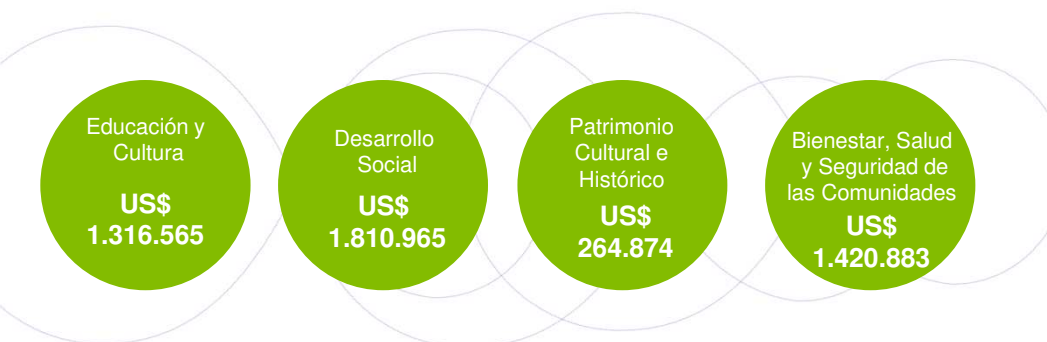 Educación y
Cultura
US$
1.316.565
Desarrollo
Social
US$
1.810.965
Patrimonio
Cultural e
Histórico
US$
264.874
Bienestar, Salud
y Seguridad de
las Comunidades
US$
1.420.883